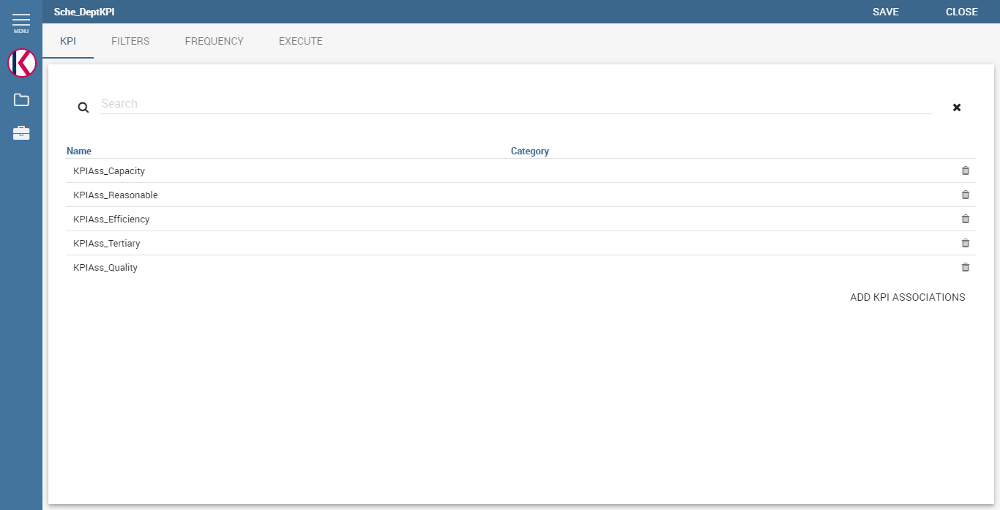 Sche_DeptKPI SAVE CLOSE
MENU
KPI FILTERS FREQUENCY EXECUTE
Search
Name Category
KPIAss_Capacity
KPIAss_Reasonable
KPIAss_Efficiency
KPIAss_Tertiary
KPIAss_Quality
ADD KPI ASSOCIATIONS